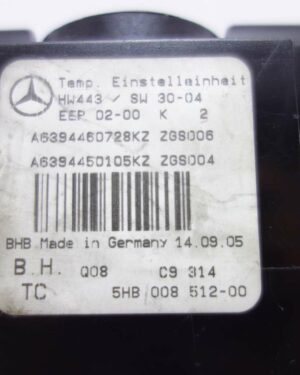 Temp. Einstelleinheit
HW443 / SW 30-04
EEP 02-00 K 2
A6394460728KZ ZGS006
A6394450105KZ ZGS004
BHB Made in Germany 14.09.05
B.H. Q08 C9 314
TC 5HB 008 512-00